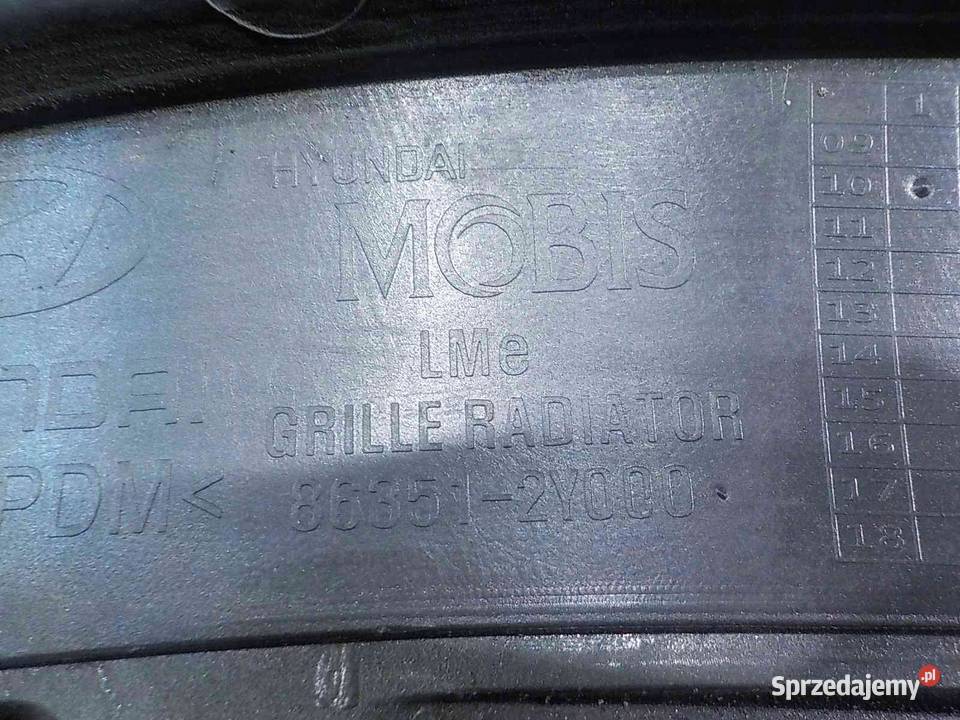 HYUNDAI
MOBIS
LMe
GRILLE RADIATOR
86351-2Y000
PDM<
1
09
10
11
12
13
14
15
16
17
18
Sprzedajemy.pl